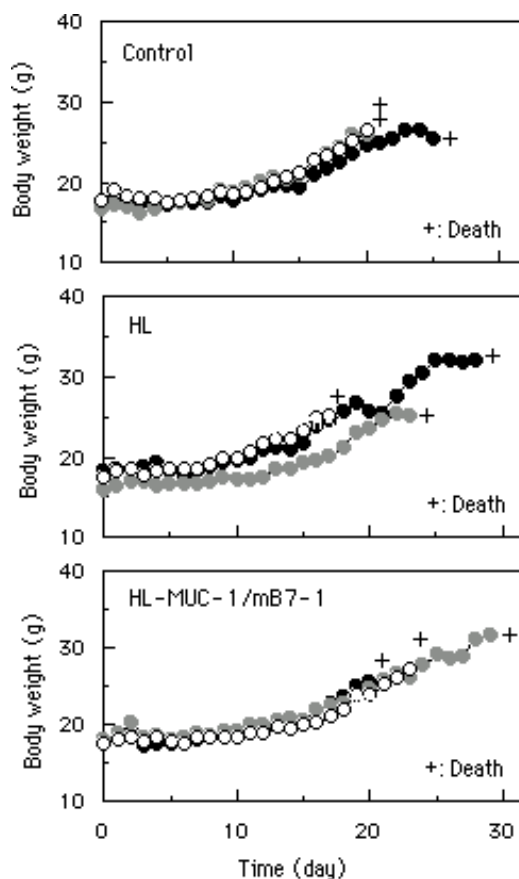 40
Control
30
20
10
+: Death
Body weight (g)
40
HL
30
20
10
+: Death
Body weight (g)
40
HL-MUC-1/mB7-1
30
20
10
+: Death
Body weight (g)
0 10 20 30
Time (day)